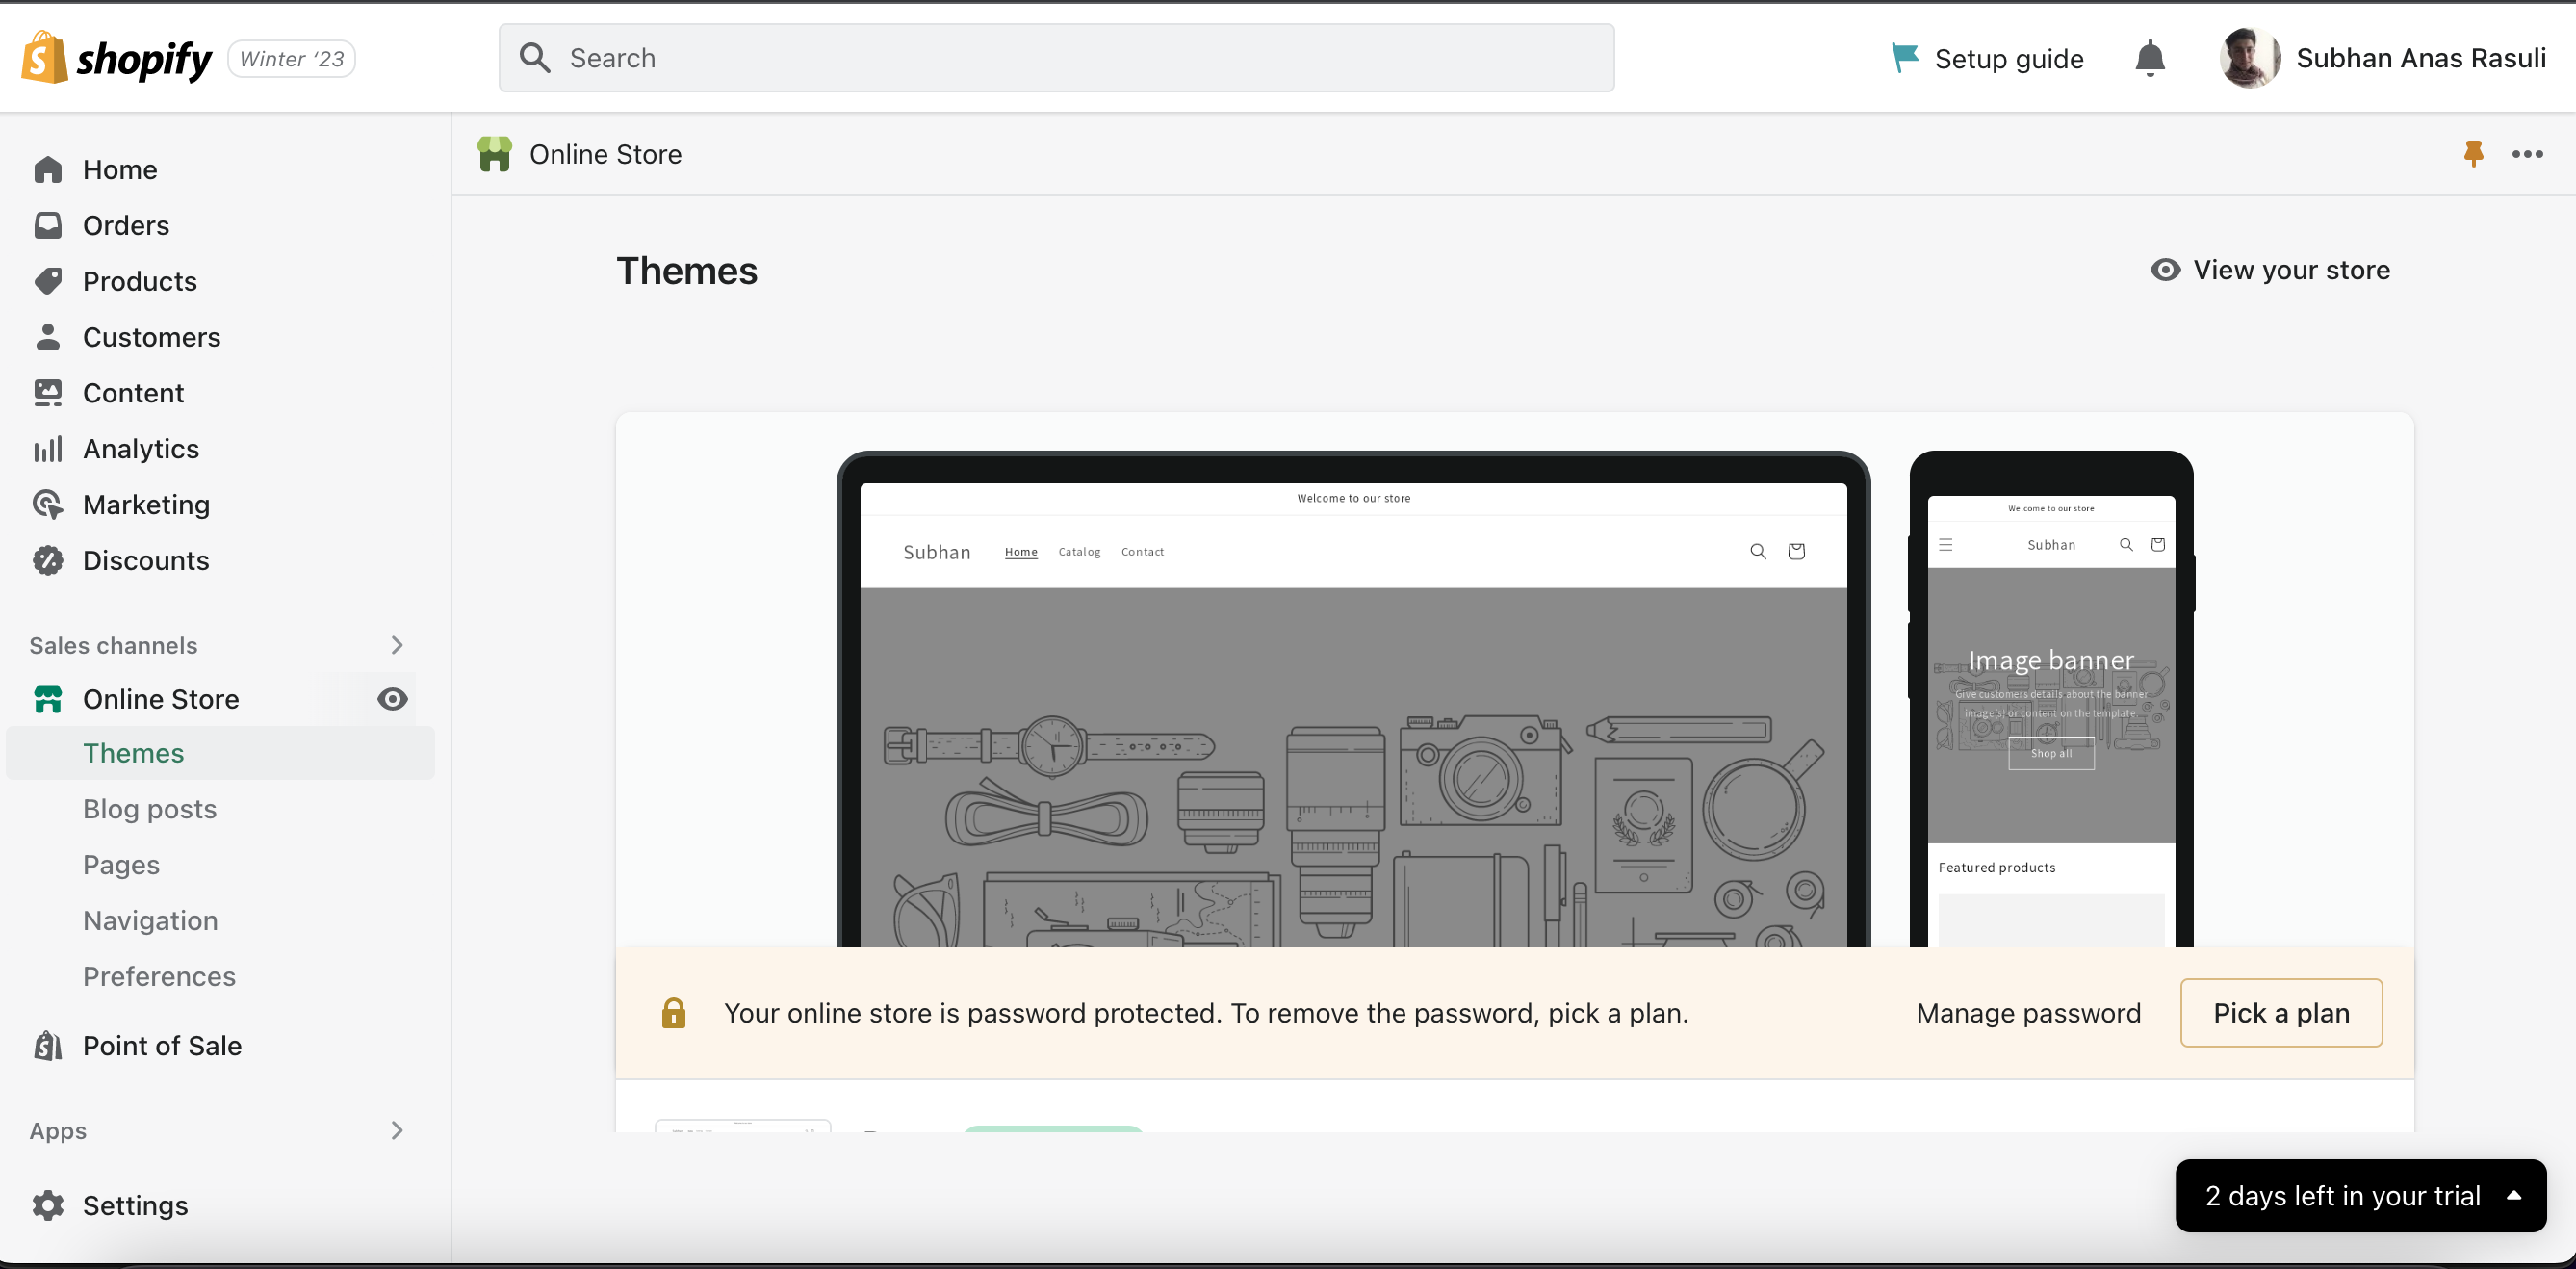 shopify Winter ‘23
Search
Setup guide
Subhan Anas Rasuli
Home
Orders
Products
Customers
Content
Analytics
Marketing
Discounts
Sales channels
Online Store
Themes
Blog posts
Pages
Navigation
Preferences
Point of Sale
Apps
Settings
Online Store
Themes
View your store
Welcome to our store
Subhan Home Catalog Contact
Welcome to our store
Subhan
Image banner
Give customers details about the banner
image(s) or content on the template.
Shop all
Featured products
Your online store is password protected. To remove the password, pick a plan.
Manage password
Pick a plan
2 days left in your trial